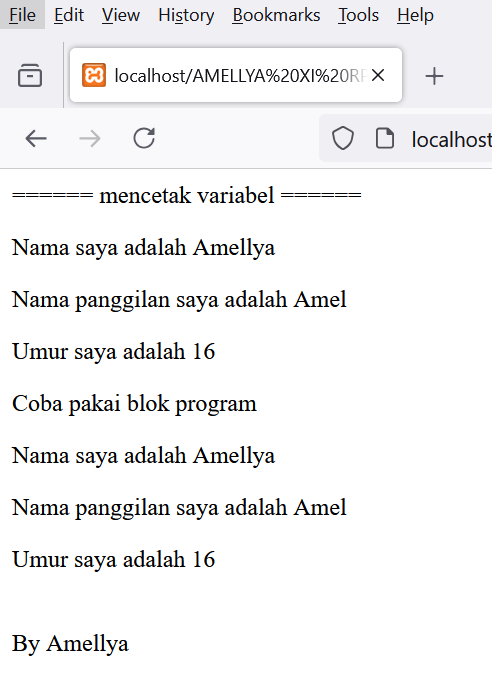 File Edit View History Bookmarks Tools Help
localhost/AMELLYA%20XI%20RP
localhost
====== mencetak variabel ======
Nama saya adalah Amellya
Nama panggilan saya adalah Amel
Umur saya adalah 16
Coba pakai blok program
Nama saya adalah Amellya
Nama panggilan saya adalah Amel
Umur saya adalah 16
By Amellya